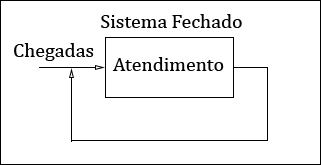 Sistema Fechado
Chegadas
Atendimento